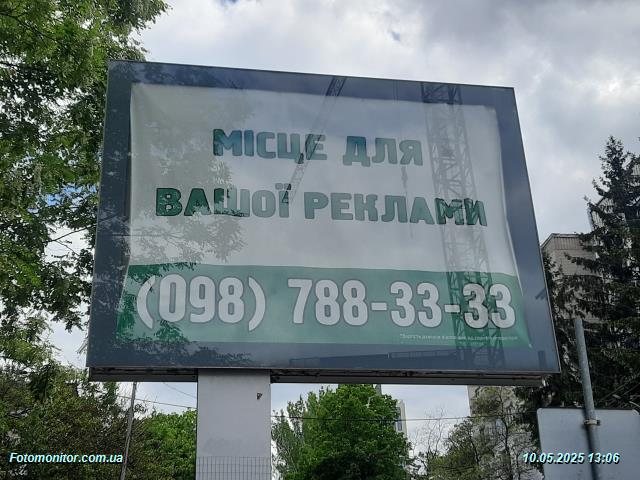 МІСЦЕ ДЛЯ
ВАШОЇ РЕКЛАМИ
(098) 788-33-33
Fotomonitor.com.ua
10.05.2025 13:06